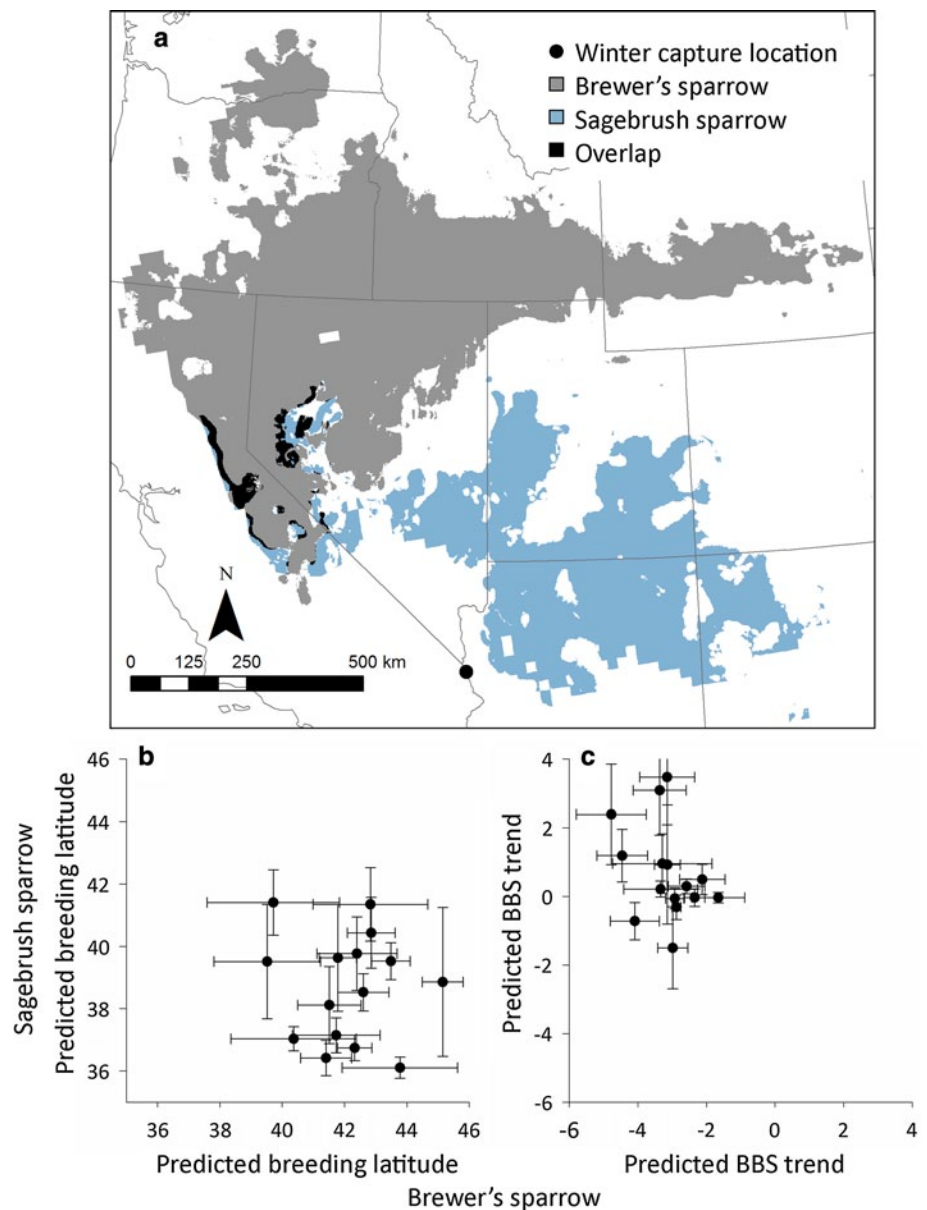 a
Winter capture location
Brewer's sparrow
Sagebrush sparrow
Overlap
N
0 125 250 500 km
b
46
44
42
40
38
36
36 38 40 42 44 46
Sagebrush sparrow
Predicted breeding latitude
Predicted breeding latitude
c
4
2
0
-2
-4
-6
-6 -4 -2 0 2 4
Predicted BBS trend
Predicted BBS trend
Brewer's sparrow